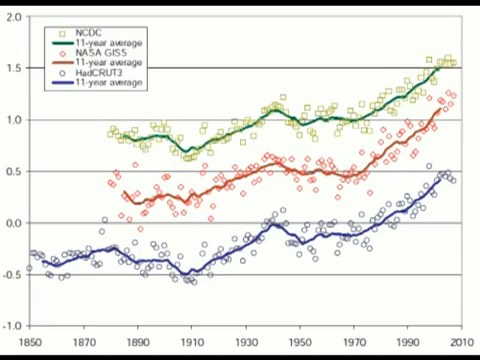 2.0
1.5
1.0
0.5
0.0
-0.5
-1.0
NCDC
11-year average
NASA GISS
11-year average
HadCRUT3
11-year average
1850 1870 1890 1910 1930 1950 1970 1990 2010